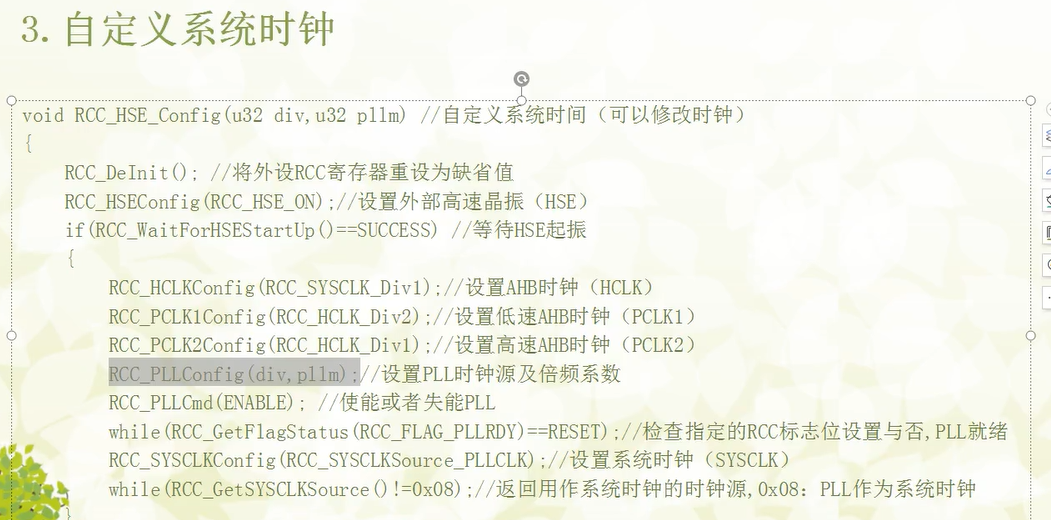 3. 自定义系统时钟
void RCC_HSE_Config(u32 div,u32 pllm) //自定义系统时间（可以修改时钟）
{
RCC_DeInit(); //将外设RCC寄存器重设为缺省值
RCC_HSEConfig(RCC_HSE_ON);//设置外部高速晶振（HSE）
if(RCC_WaitForHSEStartUp()==SUCCESS) //等待HSE起振
{
RCC_HCLKConfig(RCC_SYSCLK_Div1);//设置AHB时钟（HCLK）
RCC_PCLK1Config(RCC_HCLK_Div2);//设置低速AHB时钟（PCLK1）
RCC_PCLK2Config(RCC_HCLK_Div1);//设置高速AHB时钟（PCLK2）
RCC_PLLConfig(div,pllm);//设置PLL时钟源及倍频系数
RCC_PLLCmd(ENABLE); //使能或者失能PLL
while(RCC_GetFlagStatus(RCC_FLAG_PLLRDY)==RESET);//检查指定的RCC标志位设置与否,PLL就绪
RCC_SYSCLKConfig(RCC_SYSCLKSource_PLLCLK);//设置系统时钟（SYSCLK）
while(RCC_GetSYSCLKSource()!=0x08);//返回用作系统时钟的时钟源,0x08：PLL作为系统时钟
}
}